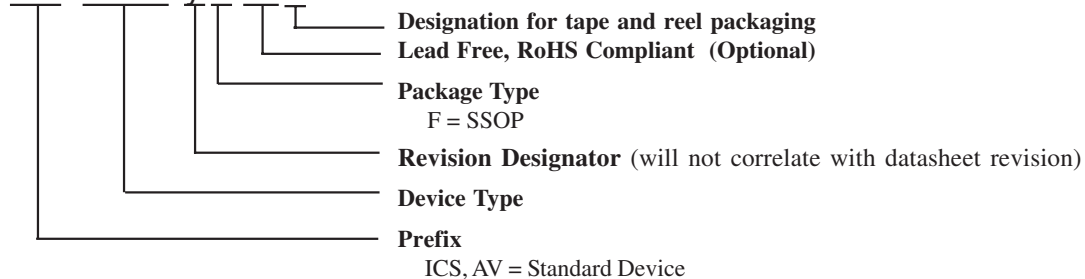 Designation for tape and reel packaging
Lead Free, RoHS Compliant (Optional)
Package Type
F = SSOP
Revision Designator (will not correlate with datasheet revision)
Device Type
Prefix
ICS, AV = Standard Device